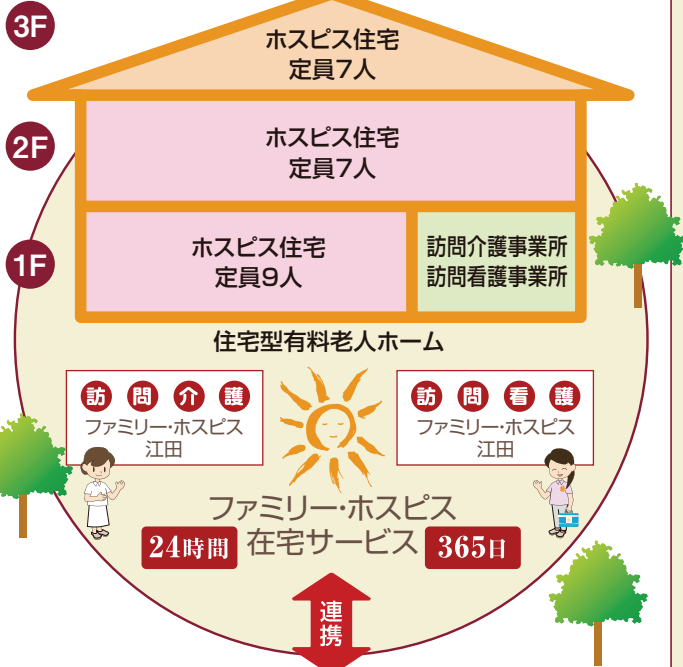 3F
ホスピス住宅
定員7人
2F
ホスピス住宅
定員7人
1F
ホスピス住宅
定員9人
訪問介護事業所
訪問看護事業所
住宅型有料老人ホーム
訪問介護
ファミリー・ホスピス
江田
訪問看護
ファミリー・ホスピス
江田
ファミリー・ホスピス
24時間 在宅サービス 365日
連携